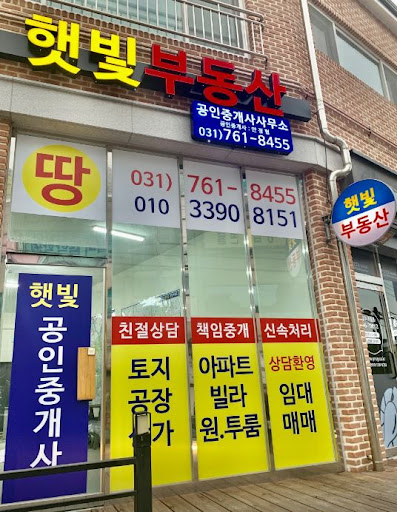 햇빛부동산
공인중개사사무소
031)761-8455
땅
031) 761-8455
010 3390 8151
햇빛
부동산
햇빛
공인중개사
친절상담
토지
공장
상가
책임중개
아파트
빌라
원.투룸
신속처리
상담환영
임대
매매